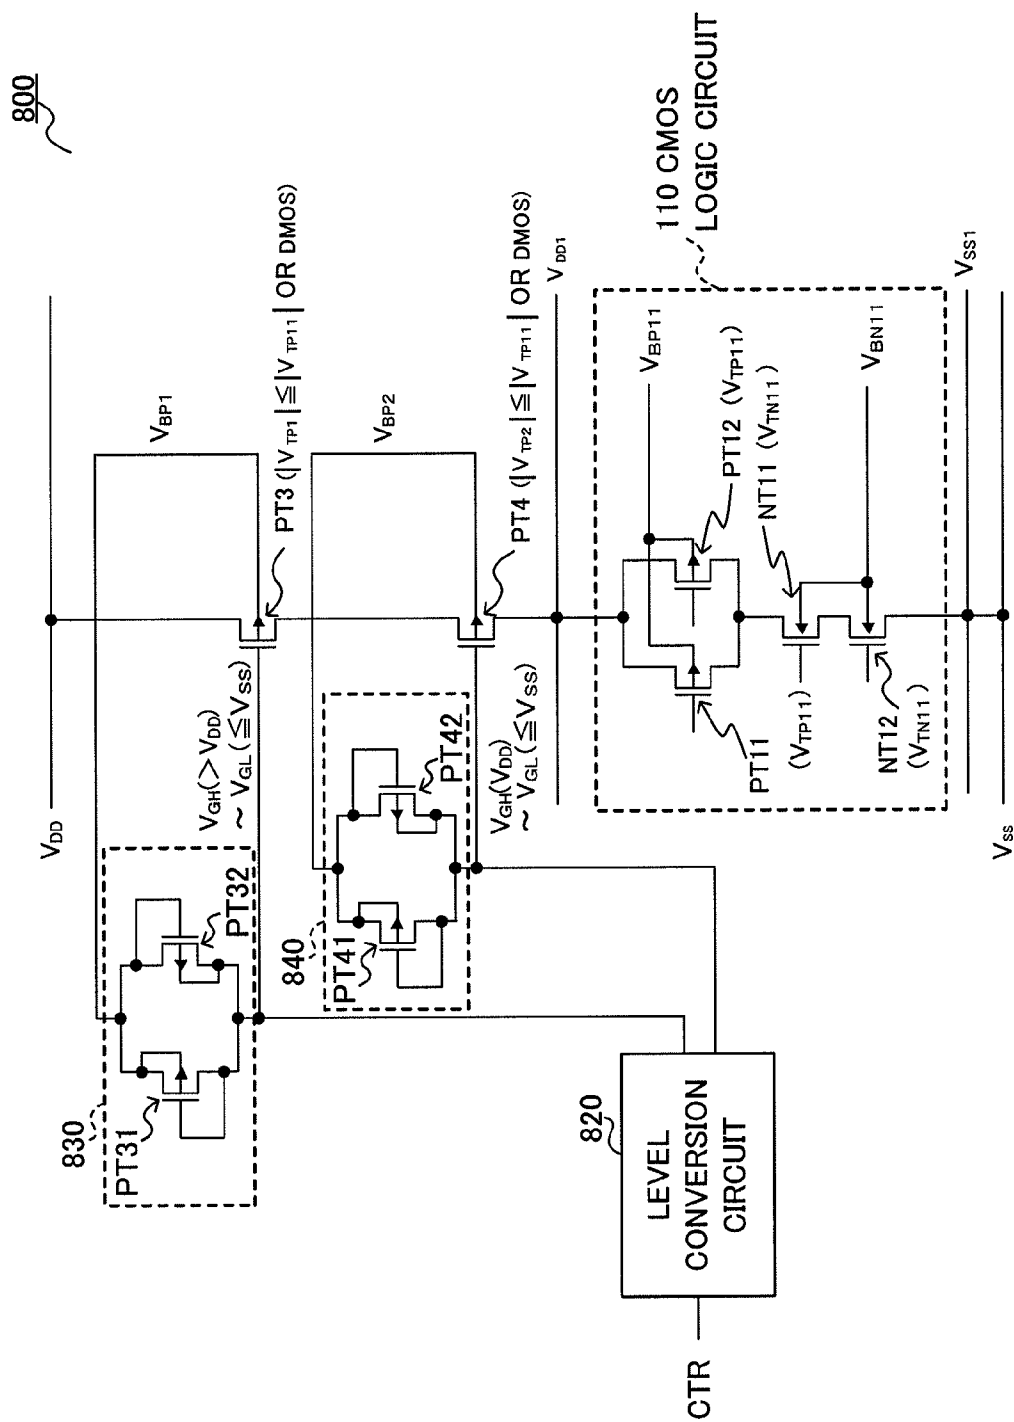 800
V_DD
V_BP1
830
PT31
PT32
V_GH(>V_DD)
~ V_GL(≦V_SS)
PT3 (|V_TP1|≦|V_TP11| OR DMOS)
V_BP2
840
PT41
PT42
V_GH(V_DD)
~ V_GL(≦V_SS)
PT4 (|V_TP2|≦|V_TP11| OR DMOS)
V_DD1
110 CMOS
LOGIC CIRCUIT
V_BP11
PT11
(V_TP11)
PT12 (V_TP11)
NT11 (V_TN11)
NT12
(V_TN11)
V_BN11
V_SS1
V_SS
820
LEVEL
CONVERSION
CIRCUIT
CTR